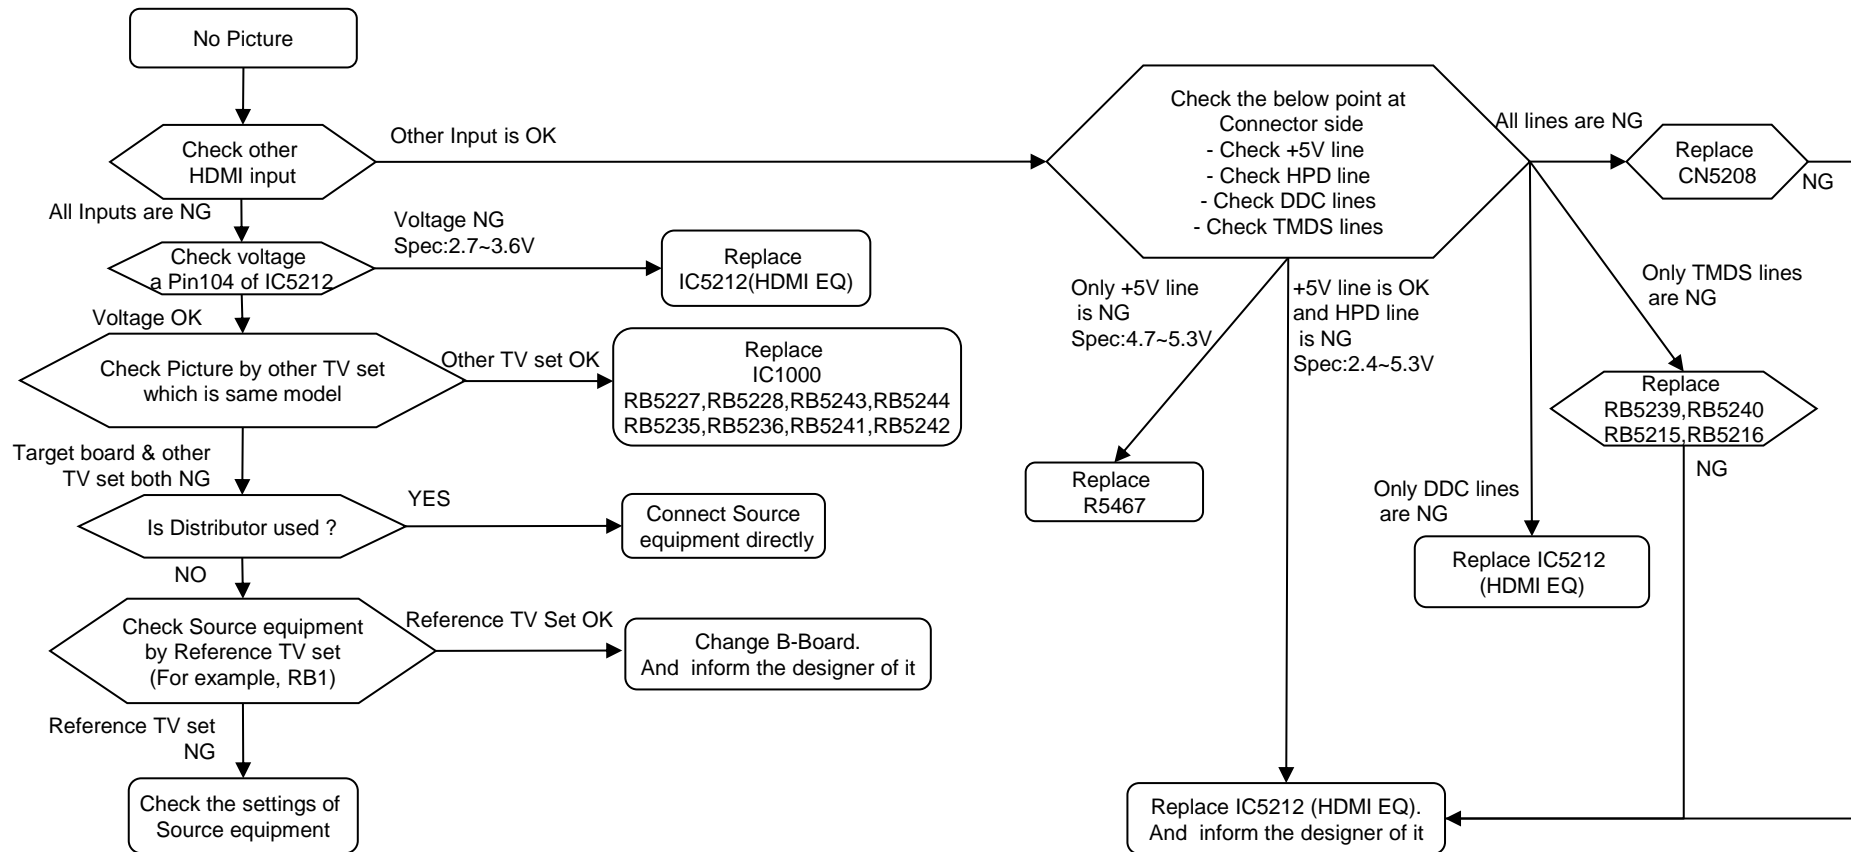 No Picture
Check other
HDMI input
Other Input is OK
All Inputs are NG
Check voltage
a Pin104 of IC5212
Voltage NG
Spec:2.7~3.6V
Replace
IC5212(HDMI EQ)
Voltage OK
Check Picture by other TV set
which is same model
Other TV set OK
Replace
IC1000
RB5227,RB5228,RB5243,RB5244
RB5235,RB5236,RB5241,RB5242
Target board & other
TV set both NG
Is Distributor used ?
YES
Connect Source
equipment directly
NO
Check Source equipment
by Reference TV set
(For example, RB1)
Reference TV Set OK
Change B-Board.
And inform the designer of it
Reference TV set
NG
Check the settings of
Source equipment
Check the below point at
Connector side
- Check +5V line
- Check HPD line
- Check DDC lines
- Check TMDS lines
All lines are NG
Replace
CN5208
NG
Only +5V line
is NG
Spec:4.7~5.3V
Replace
R5467
+5V line is OK
and HPD line
is NG
Spec:2.4~5.3V
Only TMDS lines
are NG
Replace
RB5239,RB5240
RB5215,RB5216
NG
Only DDC lines
are NG
Replace IC5212
(HDMI EQ)
Replace IC5212 (HDMI EQ).
And inform the designer of it